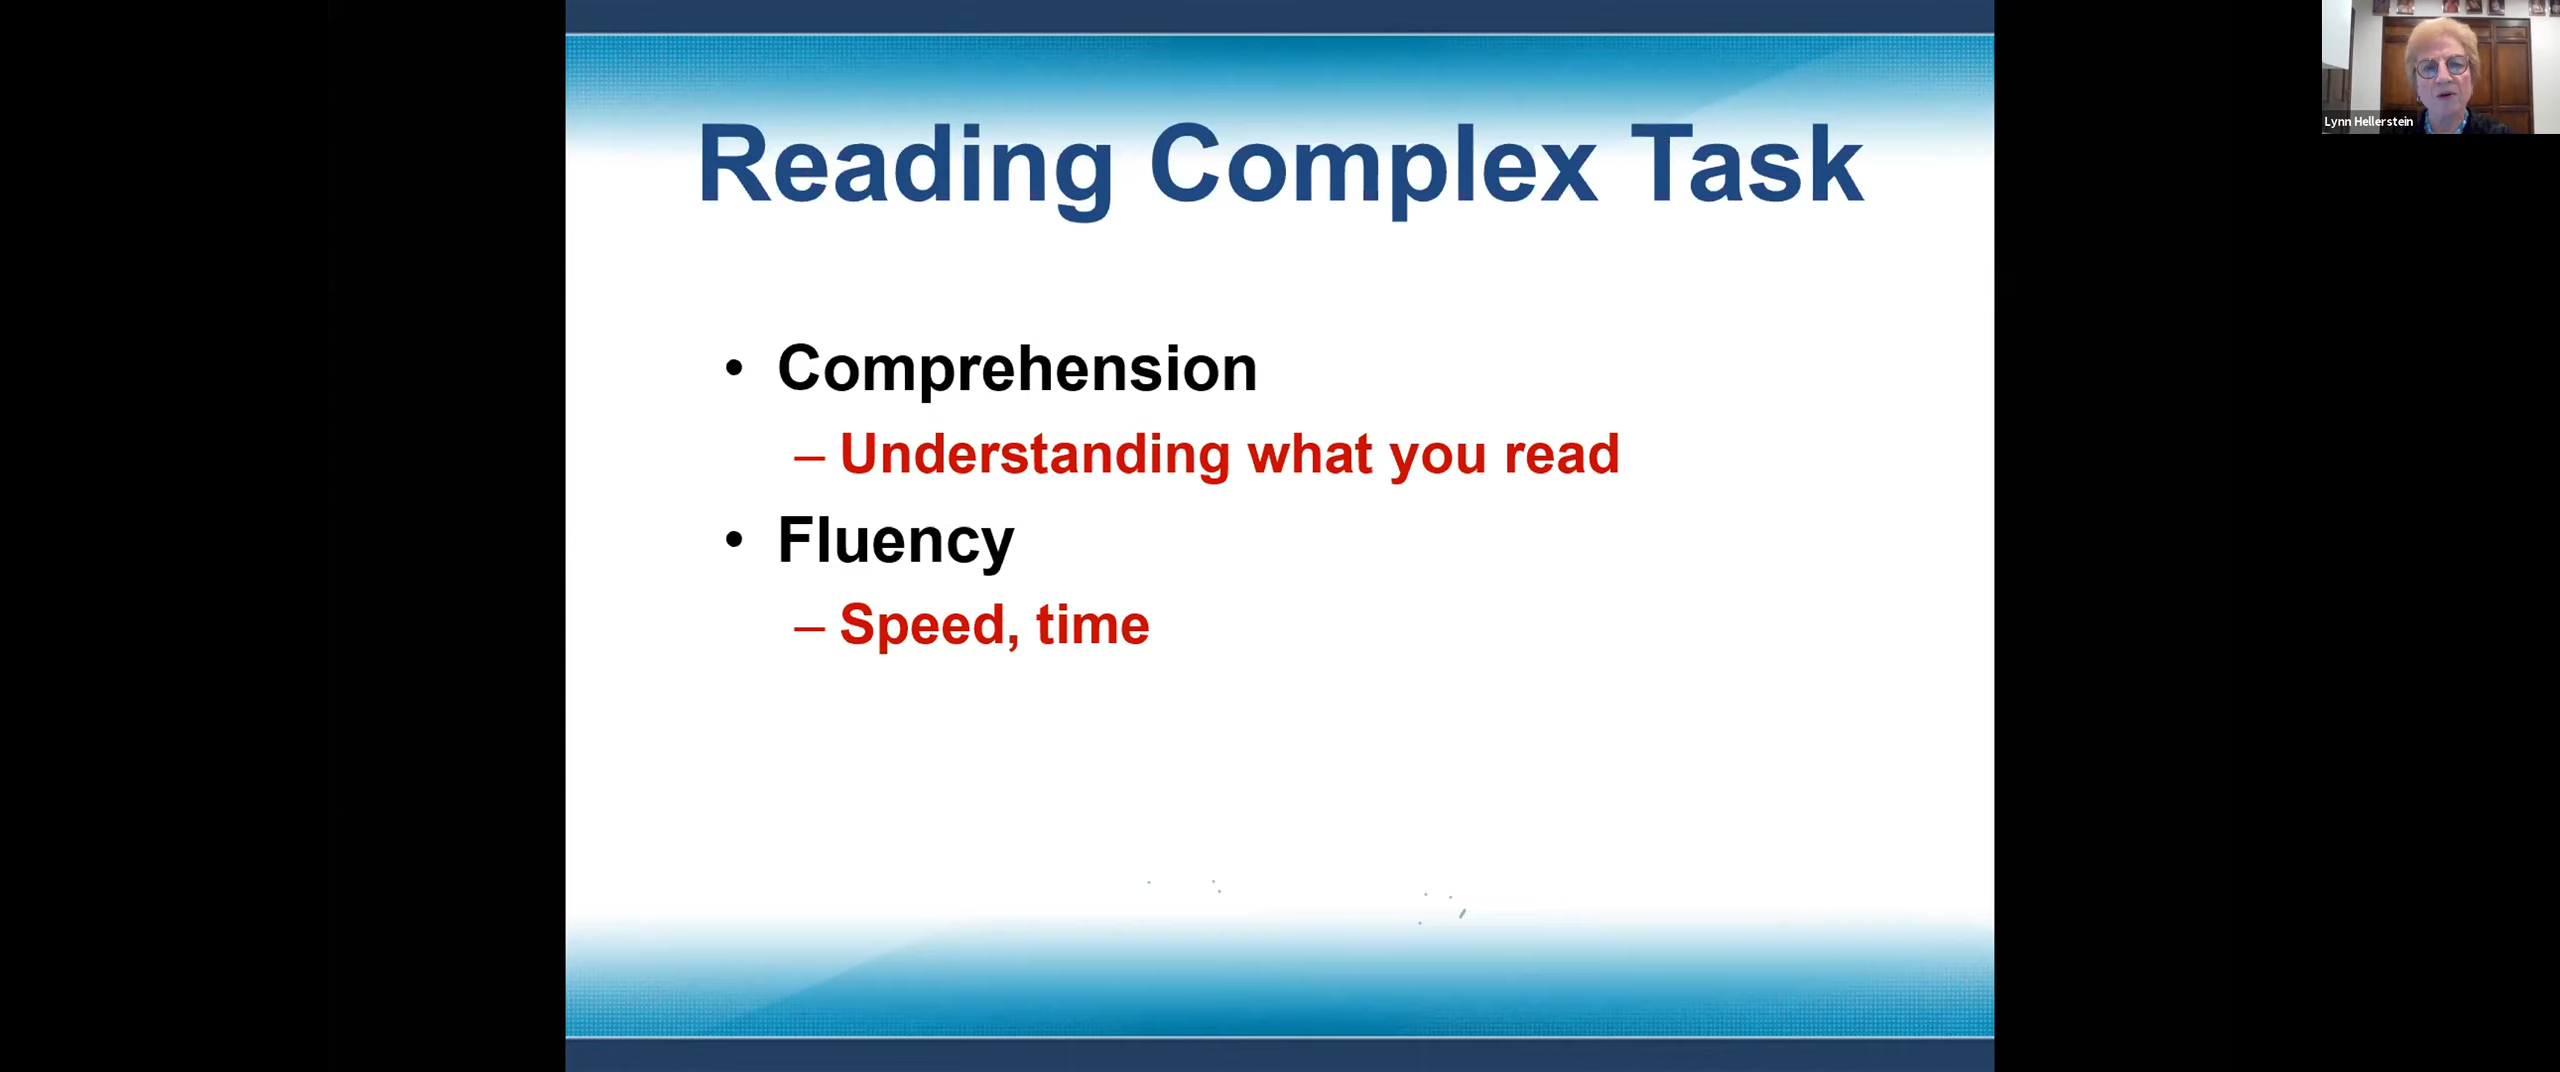 Reading Complex Task
• Comprehension
– Understanding what you read
• Fluency
– Speed, time
Lynn Hellerstein